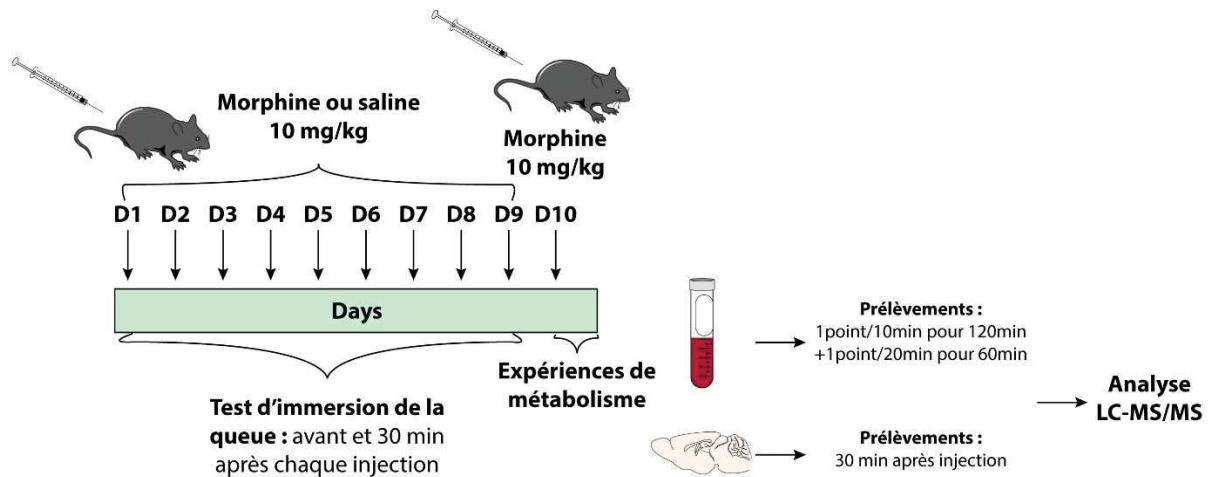 Morphine ou saline
10 mg/kg
Morphine
10 mg/kg
D1 D2 D3 D4 D5 D6 D7 D8 D9 D10
Days
Test d’immersion de la
queue : avant et 30 min
après chaque injection
Expériences de
métabolisme
Prélèvements :
1point/10min pour 120min
+1point/20min pour 60min
Prélèvements :
30 min après injection
Analyse
LC-MS/MS